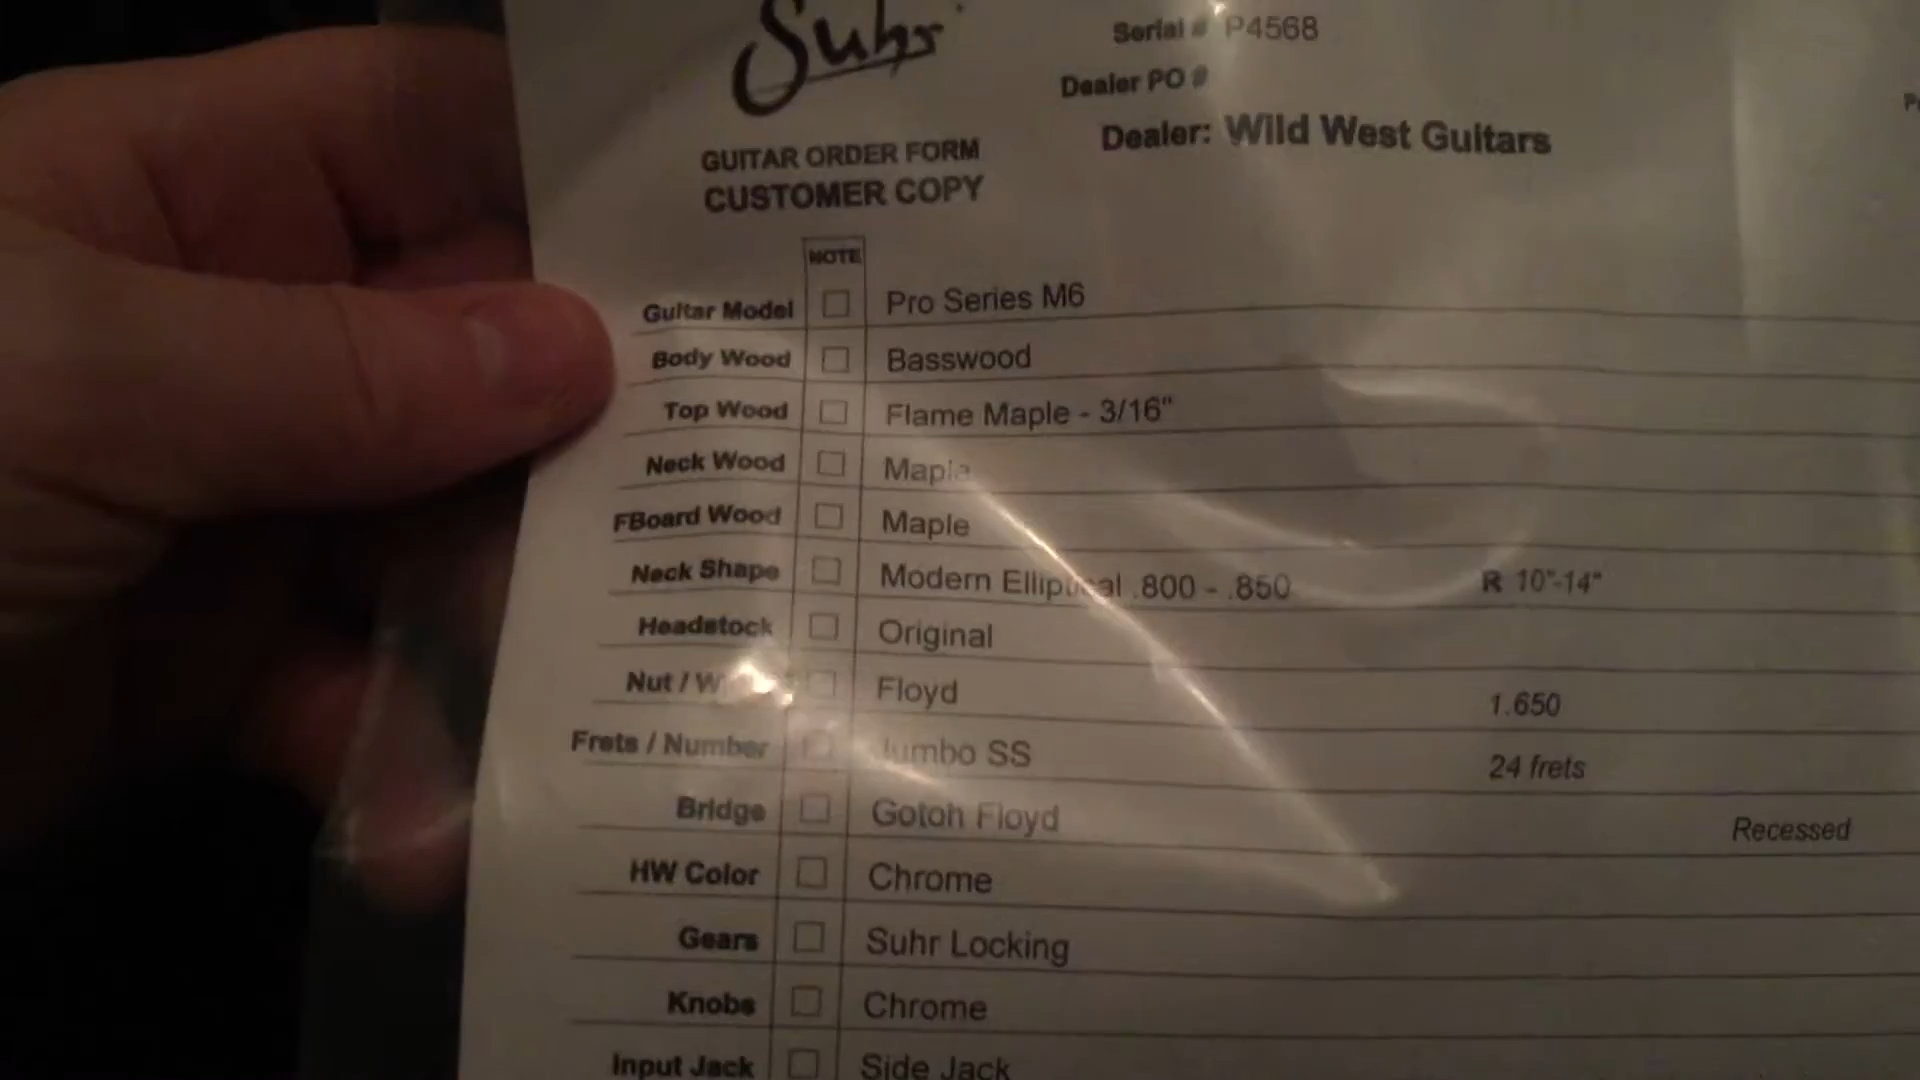 Suhr
Serial # P4568
Dealer PO #
Dealer: Wild West Guitars
GUITAR ORDER FORM
CUSTOMER COPY
NOTE
Guitar Model Pro Series M6
Body Wood Basswood
Top Wood Flame Maple - 3/16"
Neck Wood Maple
FBoard Wood Maple
Neck Shape Modern Elliptical .800 - .850 R 10"-14"
Headstock Original
Nut / Floyd 1.650
Frets / Number Jumbo SS 24 frets
Bridge Gotoh Floyd Recessed
HW Color Chrome
Gears Suhr Locking
Knobs Chrome
Input Jack Side Jack